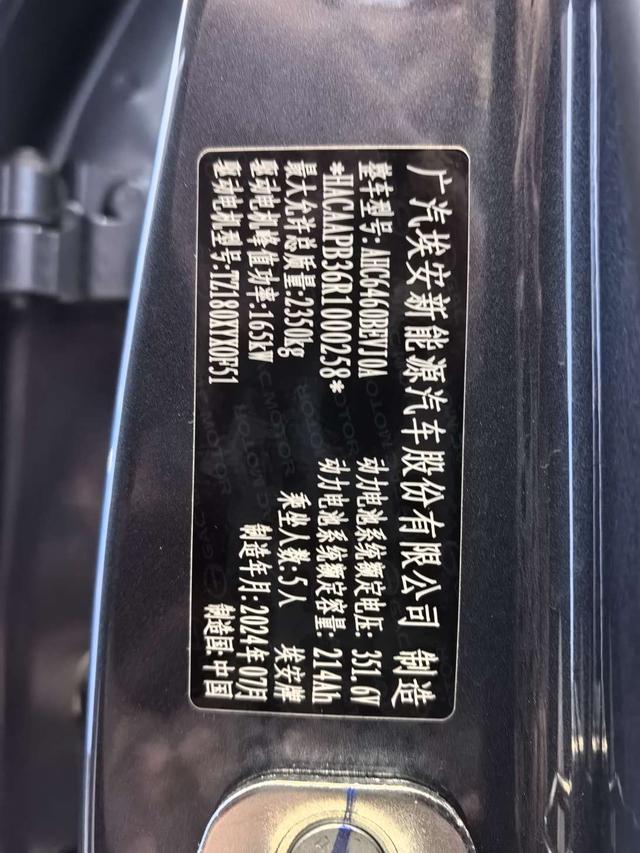 广汽埃安新能源汽车股份有限公司 制造
整车型号:AHC6460BEVJ0A 动力电池系统额定电压: 351.6V
*HACAAPB36R1000258* 动力电池系统额定容量: 214Ah
最大允许总质量:2350kg 乘坐人数:5人 埃安牌
驱动电机峰值功率:165kW 制造年月:2024年07月
驱动电机型号:TZ180XYX0F51 制造国:中国